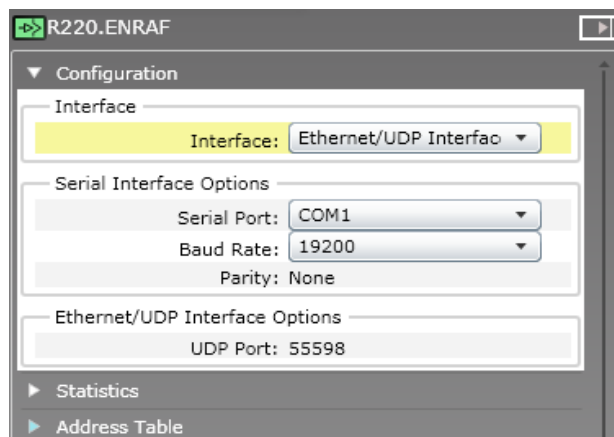 R220.ENRAF
Configuration
Interface
Interface: Ethernet/UDP Interfac
Serial Interface Options
Serial Port: COM1
Baud Rate: 19200
Parity: None
Ethernet/UDP Interface Options
UDP Port: 55598
Statistics
Address Table